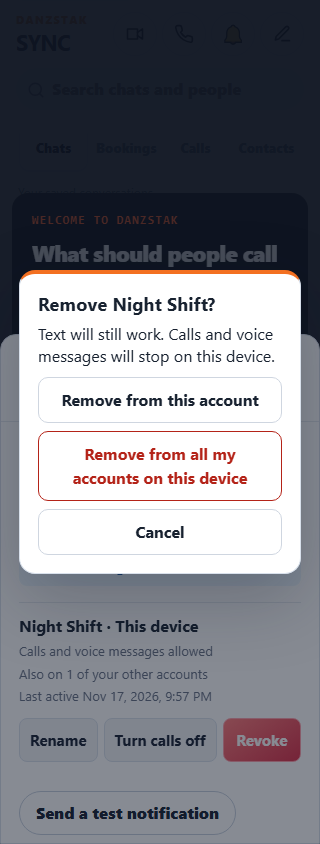 DANZSTAK
SYNC
Search chats and people
Chats Bookings Calls Contacts
WELCOME TO DANZSTAK
What should people call
Remove Night Shift?
Text will still work. Calls and voice
messages will stop on this device.
Remove from this account
Remove from all my
accounts on this device
Cancel
Night Shift · This device
Calls and voice messages allowed
Also on 1 of your other accounts
Last active Nov 17, 2026, 9:57 PM
Rename Turn calls off Revoke
Send a test notification